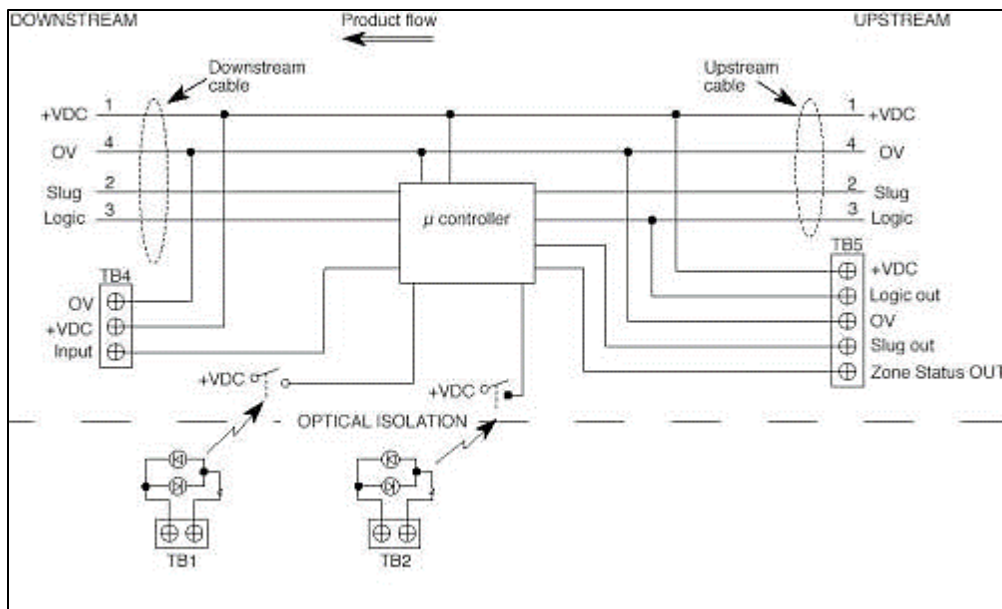 DOWNSTREAM
Product flow
UPSTREAM
Downstream
cable
Upstream
cable
+VDC 1
1 +VDC
OV 4
4 OV
Slug 2
2 Slug
Logic 3
3 Logic
μ controller
TB4
OV
+VDC
Input
TB5
+VDC
Logic out
OV
Slug out
Zone Status OUT
+VDC
+VDC
OPTICAL ISOLATION
TB1
TB2